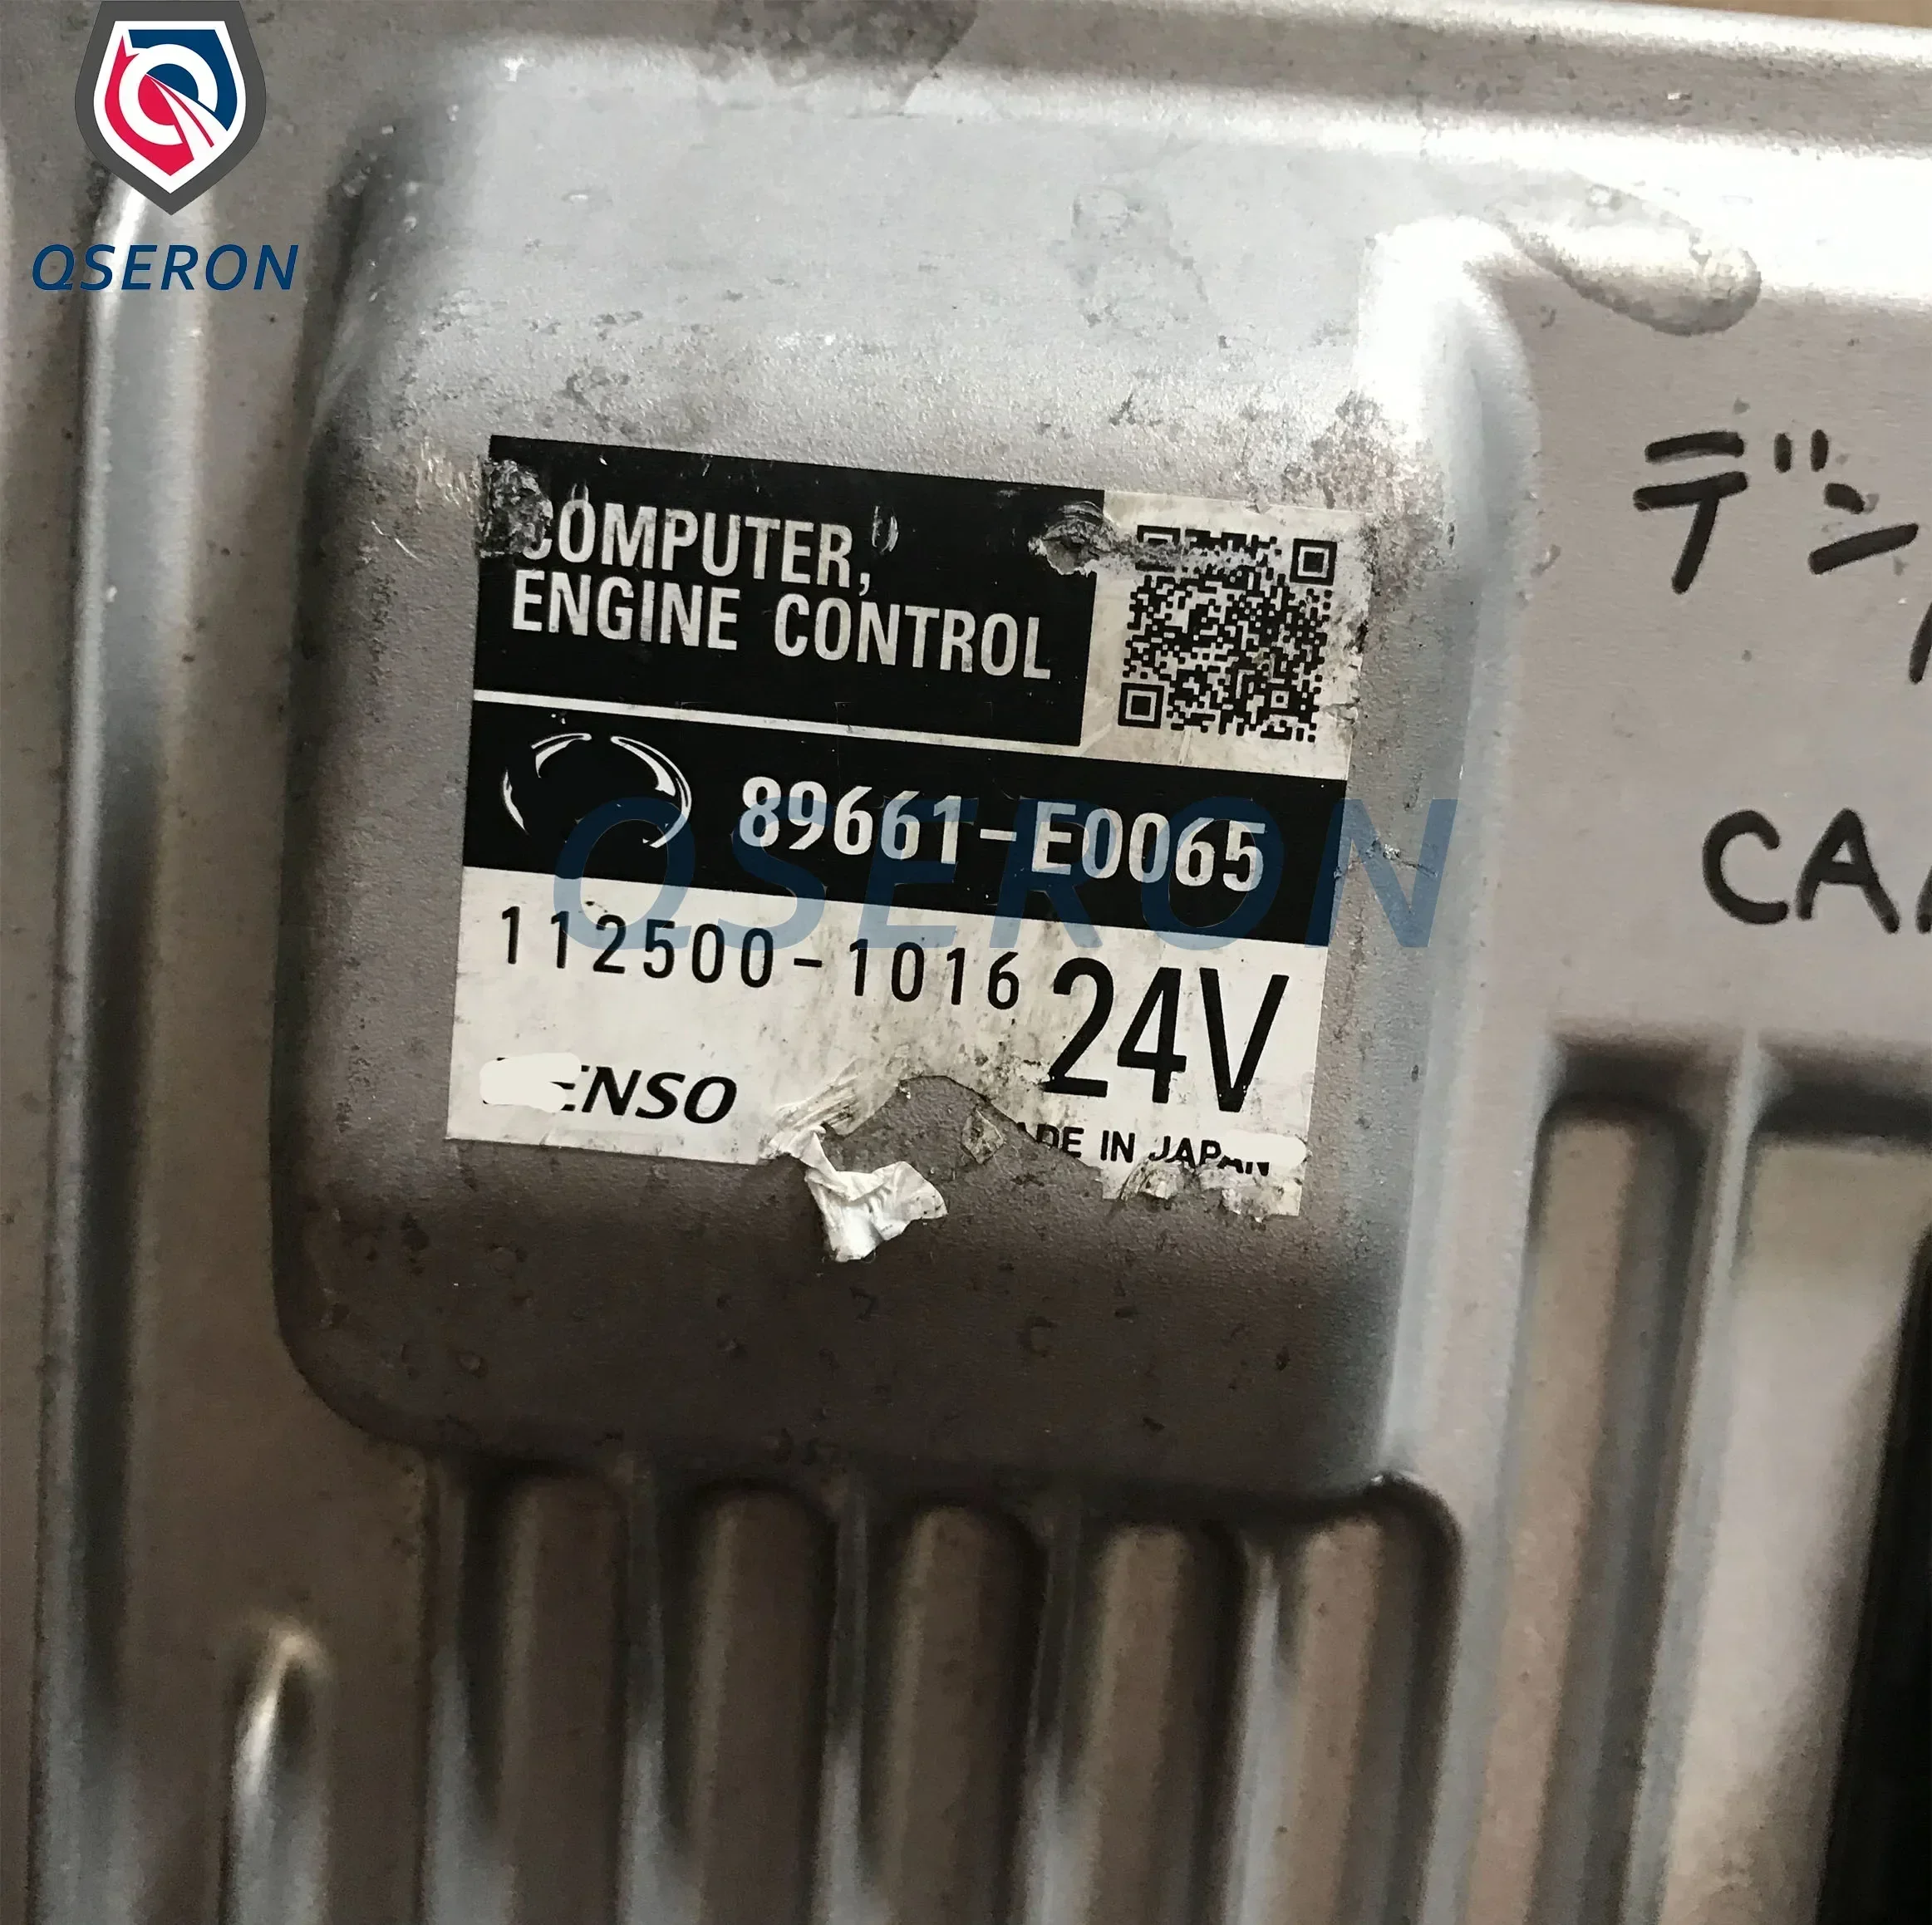 QSERON
COMPUTER,
ENGINE CONTROL
89661-E0065
QSERON
112500-1016
24V
ENSO
ADE IN JAPAN
デン
CA